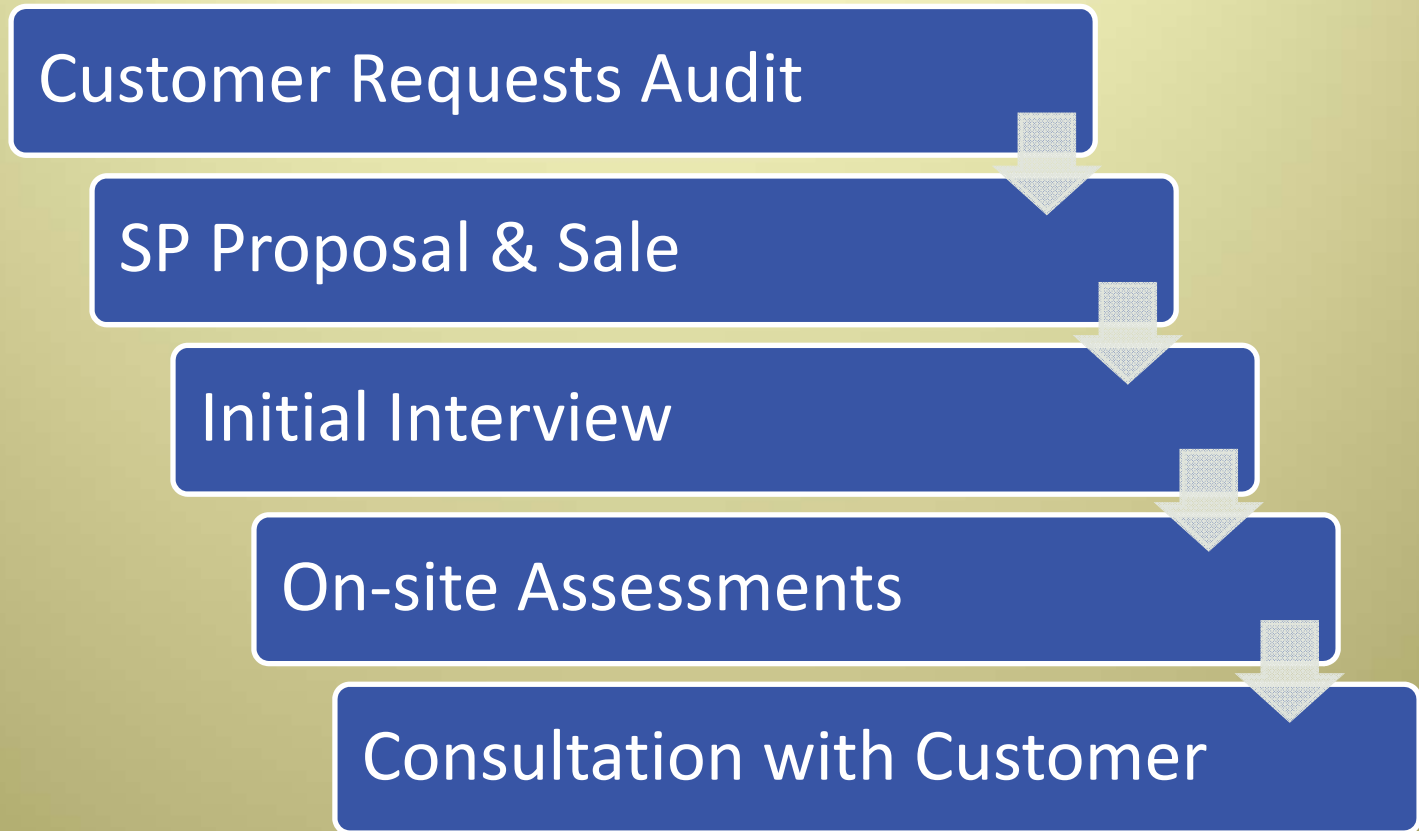 Customer Requests Audit
SP Proposal & Sale
Initial Interview
On-site Assessments
Consultation with Customer